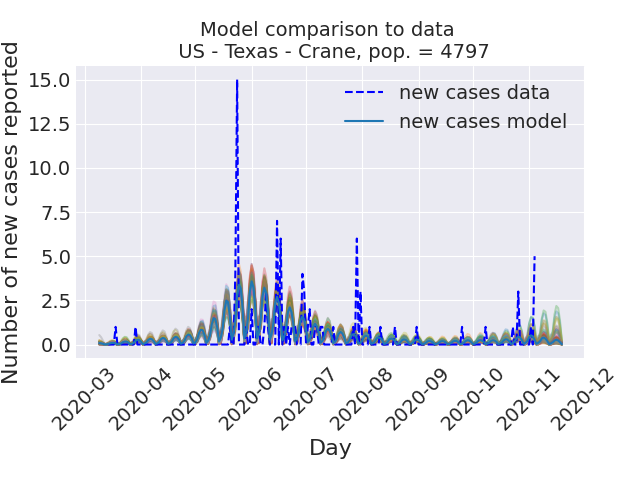 Model comparison to data
US - Texas - Crane, pop. = 4797
Number of new cases reported
15.0
12.5
10.0
7.5
5.0
2.5
0.0
new cases data
new cases model
2020-03
2020-04
2020-05
2020-06
2020-07
2020-08
2020-09
2020-10
2020-11
2020-12
Day